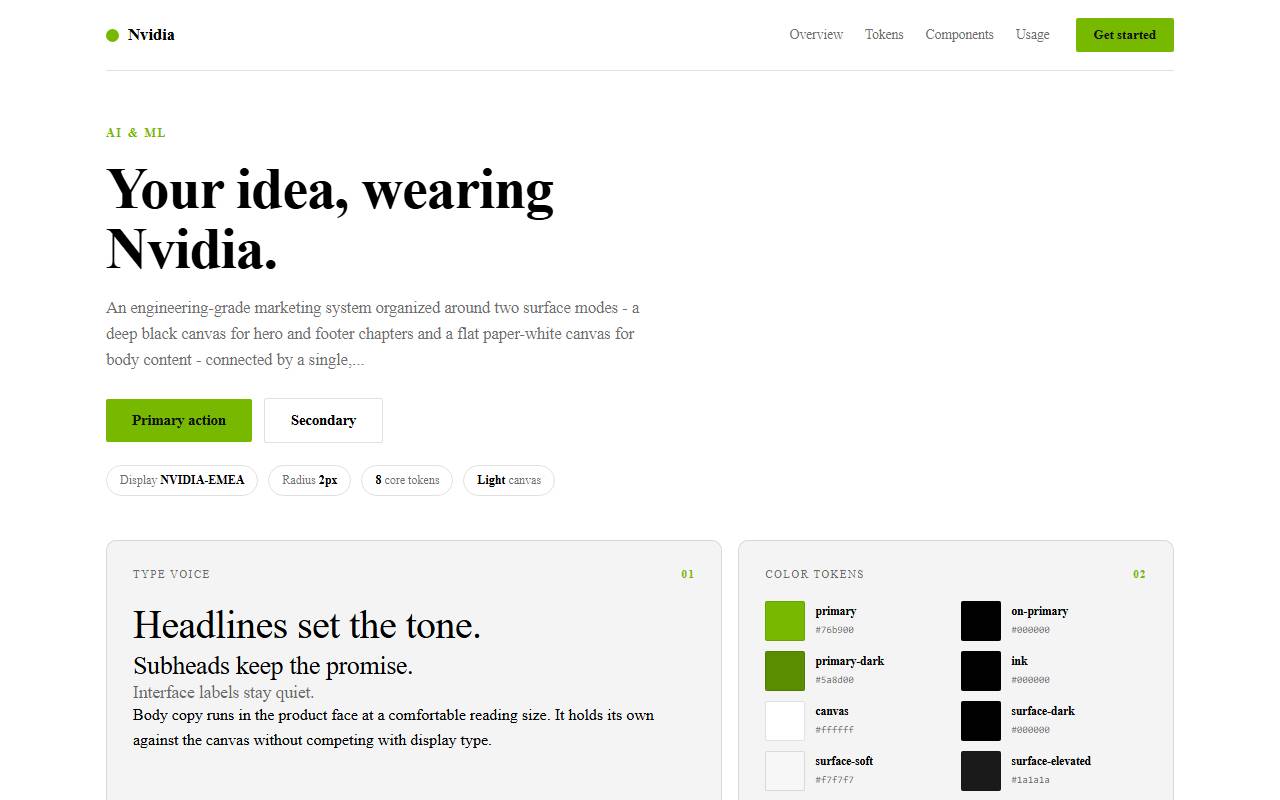 Nvidia
Overview Tokens Components Usage Get started
AI & ML
Your idea, wearing
Nvidia.
An engineering-grade marketing system organized around two surface modes - a
deep black canvas for hero and footer chapters and a flat paper-white canvas for
body content - connected by a single,...
Primary action Secondary
Display NVIDIA-EMEA Radius 2px 8 core tokens Light canvas
TYPE VOICE 01
Headlines set the tone.
Subheads keep the promise.
Interface labels stay quiet.
Body copy runs in the product face at a comfortable reading size. It holds its own
against the canvas without competing with display type.
COLOR TOKENS 02
primary
#76b900
on-primary
#000000
primary-dark
#5a8d00
ink
#000000
canvas
#ffffff
surface-dark
#000000
surface-soft
#f7f7f7
surface-elevated
#1a1a1a